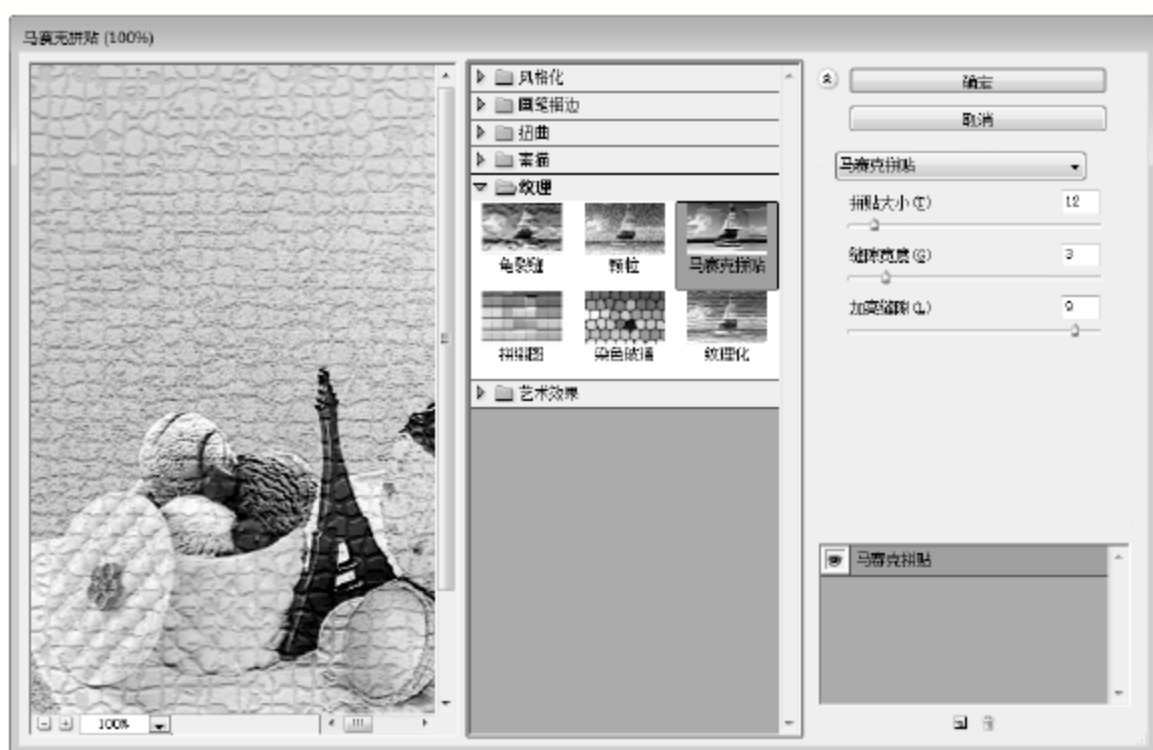 马赛克拼贴 (100%)
100%
风格化
画笔描边
扭曲
素描
纹理
龟裂缝
颗粒
马赛克拼贴
拼缀图
染色玻璃
纹理化
艺术效果
确定
取消
马赛克拼贴
拼贴大小(T)
12
缝隙宽度(G)
3
加亮缝隙(L)
9
马赛克拼贴